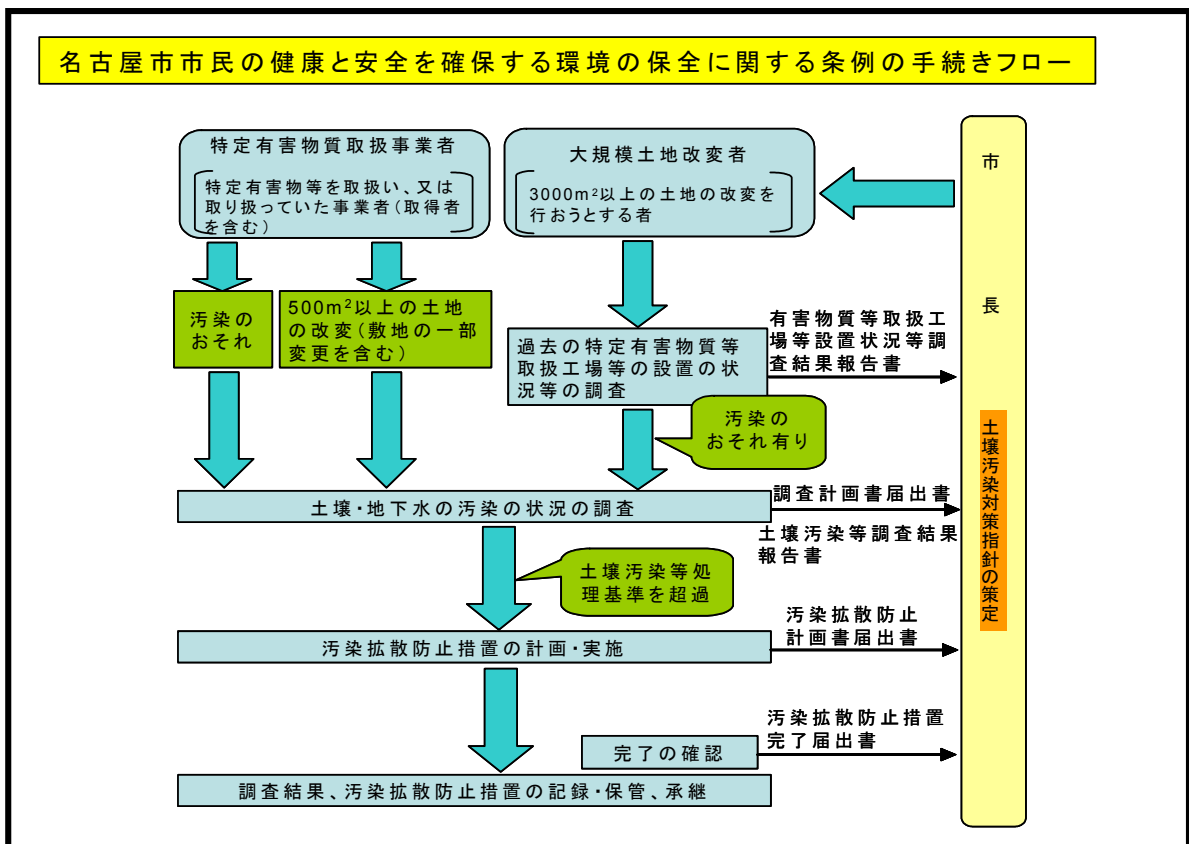 名古屋市市民の健康と安全を確保する環境の保全に関する条例の手続きフロー
特定有害物質取扱事業者
特定有害物等を取扱い、又は
取り扱っていた事業者(取得者
を含む)
大規模土地改変者
3000m²以上の土地の改変を
行おうとする者
市
長
土壌汚染対策指針の策定
汚染の
おそれ
500m²以上の土地
の改変(敷地の一部
変更を含む)
過去の特定有害物質等
取扱工場等の設置の状
況等の調査
有害物質等取扱工
場等設置状況等調
査結果報告書
汚染の
おそれ有り
土壌・地下水の汚染の状況の調査
調査計画書届出書
土壌汚染等調査結果
報告書
土壌汚染等処
理基準を超過
汚染拡散防止措置の計画・実施
汚染拡散防止
計画書届出書
完了の確認
汚染拡散防止措置
完了届出書
調査結果、汚染拡散防止措置の記録・保管、承継